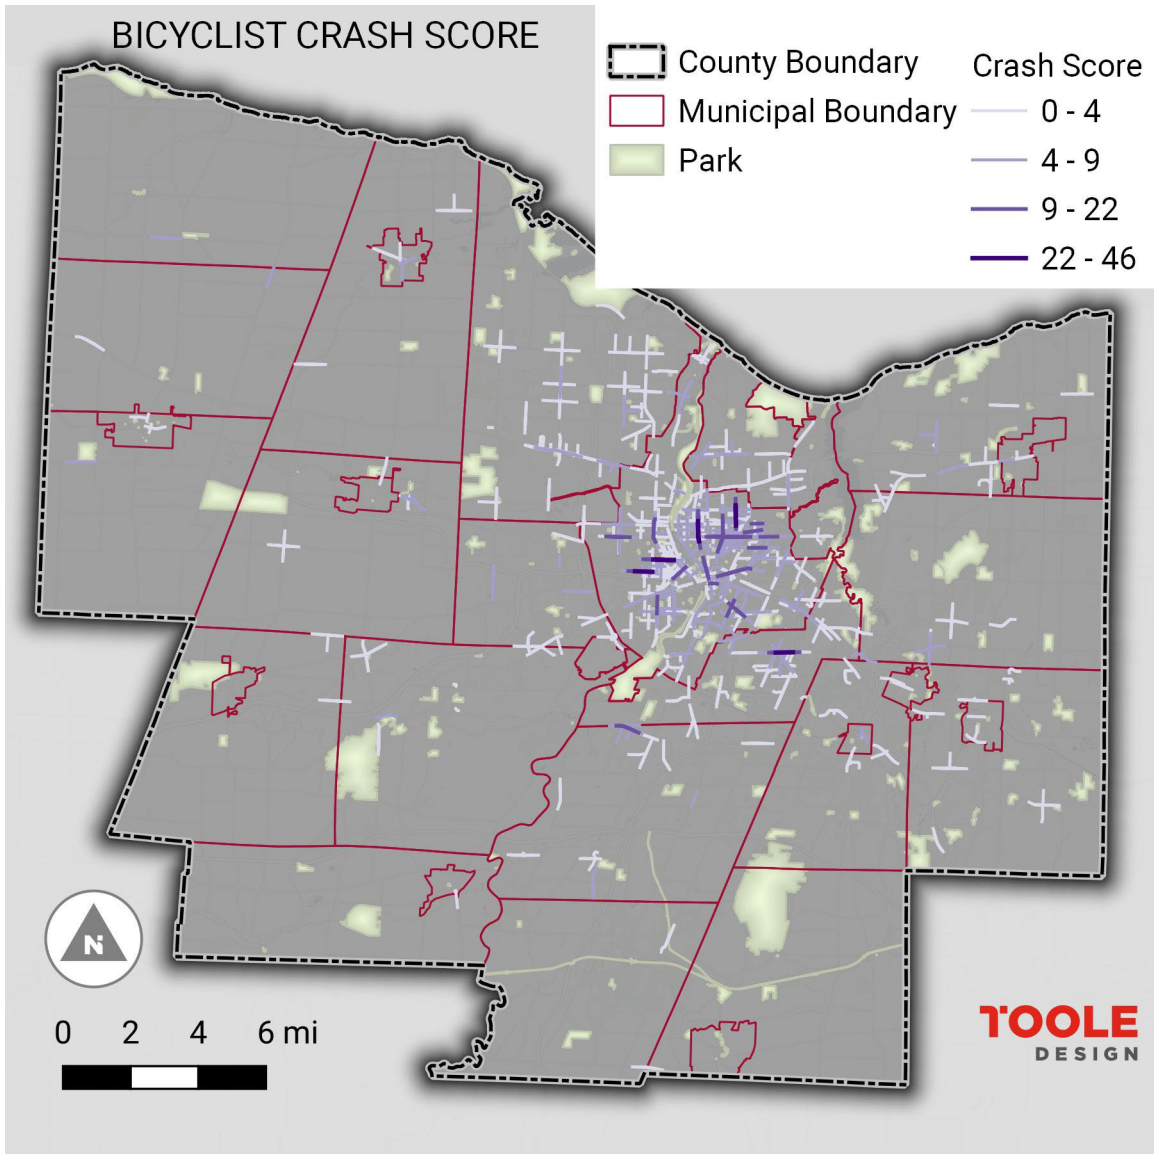 BICYCLIST CRASH SCORE
County Boundary
Municipal Boundary
Park
Crash Score
0 - 4
4 - 9
9 - 22
22 - 46
N
0 2 4 6 mi
TOOLE
DESIGN